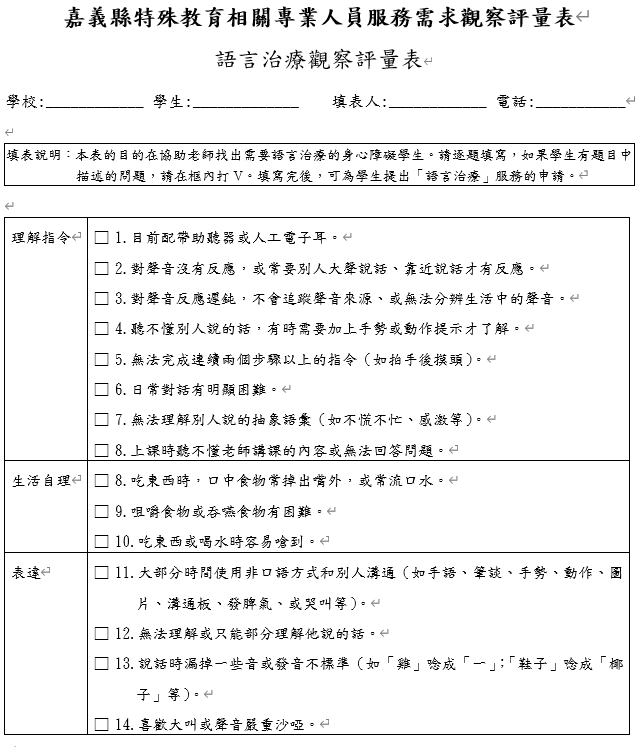 嘉義縣特殊教育相關專業人員服務需求觀察評量表
語言治療觀察評量表
學校:____________ 學生:_____________ 填表人:____________ 電話:___________
填表說明：本表的目的在協助老師找出需要語言治療的身心障礙學生。請逐題填寫，如果學生有題目中
描述的問題，請在框內打V。填寫完後，可為學生提出「語言治療」服務的申請。
理解指令
□ 1.目前配帶助聽器或人工電子耳。
□ 2.對聲音沒有反應，或常要別人大聲說話、靠近說話才有反應。
□ 3.對聲音反應遲鈍，不會追蹤聲音來源、或無法分辨生活中的聲音。
□ 4.聽不懂別人說的話，有時需要加上手勢或動作提示才了解。
□ 5.無法完成連續兩個步驟以上的指令（如拍手後摸頭）。
□ 6.日常對話有明顯困難。
□ 7.無法理解別人說的抽象語彙（如不慌不忙、感激等）。
□ 8.上課時聽不懂老師講課的內容或無法回答問題。
生活自理
□ 8.吃東西時，口中食物常掉出嘴外，或常流口水。
□ 9.咀嚼食物或吞嚥食物有困難。
□ 10.吃東西或喝水時容易嗆到。
表達
□ 11.大部分時間使用非口語方式和別人溝通（如手語、筆談、手勢、動作、圖
片、溝通板、發脾氣、或哭叫等）。
□ 12.無法理解或只能部分理解他說的話。
□ 13.說話時漏掉一些音或發音不標準（如「雞」唸成「一」；「鞋子」唸成「椰
子」等）。
□ 14.喜歡大叫或聲音嚴重沙啞。